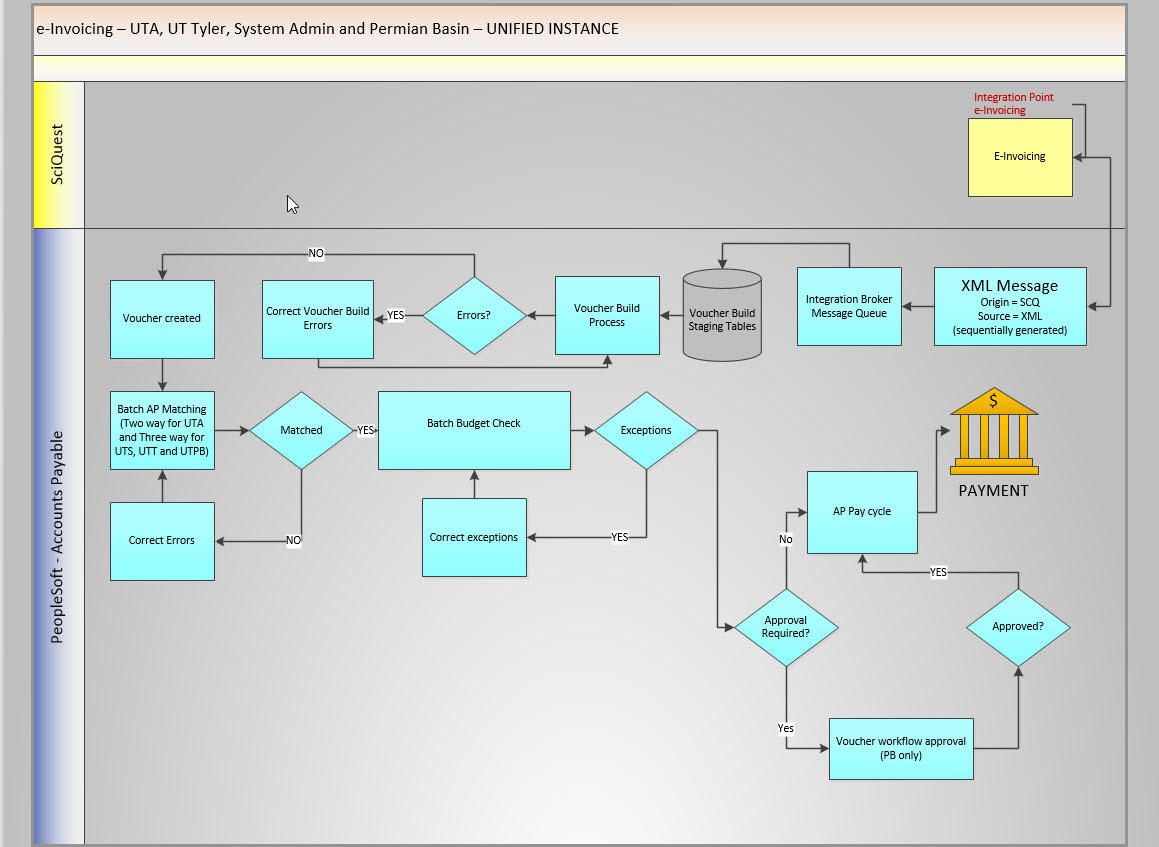 e-Invoicing – UTA, UT Tyler, System Admin and Permian Basin – UNIFIED INSTANCE
SciQuest
Integration Point
e-Invoicing
E-Invoicing
PeopleSoft - Accounts Payable
NO
Voucher created
Correct Voucher Build
Errors
YES
Errors?
Voucher Build
Process
Voucher Build
Staging Tables
Integration Broker
Message Queue
XML Message
Origin = SCQ
Source = XML
(sequentially generated)
Batch AP Matching
(Two way for UTA
and Three way for
UTS, UTT and UTPB)
Matched
YES
Batch Budget Check
Exceptions
$
PAYMENT
Correct Errors
NO
Correct exceptions
YES
AP Pay cycle
No
YES
Approval
Required?
Approved?
Yes
Voucher workflow approval
(PB only)